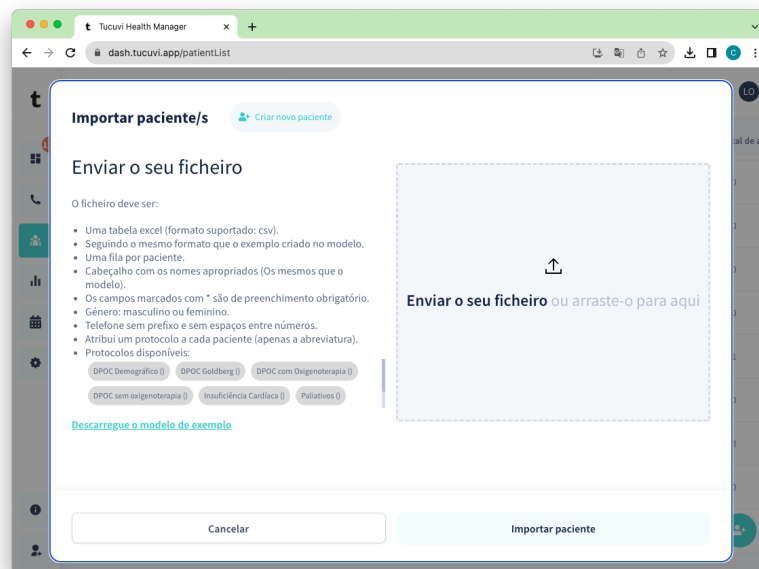 t Tucuvi Health Manager
dash.tucuvi.app/patientList
C
t
LO
Importar paciente/s
Criar novo paciente
Enviar o seu ficheiro
O ficheiro deve ser:
Uma tabela excel (formato suportado: csv).
Seguindo o mesmo formato que o exemplo criado no modelo.
Uma fila por paciente.
Cabeçalho com os nomes apropriados (Os mesmos que o
modelo).
Os campos marcados com * são de preenchimento obrigatório.
Género: masculino ou feminino.
Telefone sem prefixo e sem espaços entre números.
Atribui um protocolo a cada paciente (apenas a abreviatura).
Protocolos disponíveis:
DPOC Demográfico () DPOC Goldberg () DPOC com Oxigenoterapia ()
DPOC sem oxigenoterapia () Insuficiência Cardíaca () Paliativos ()
Descarregue o modelo de exemplo
Enviar o seu ficheiro ou arraste-o para aqui
Cancelar
Importar paciente